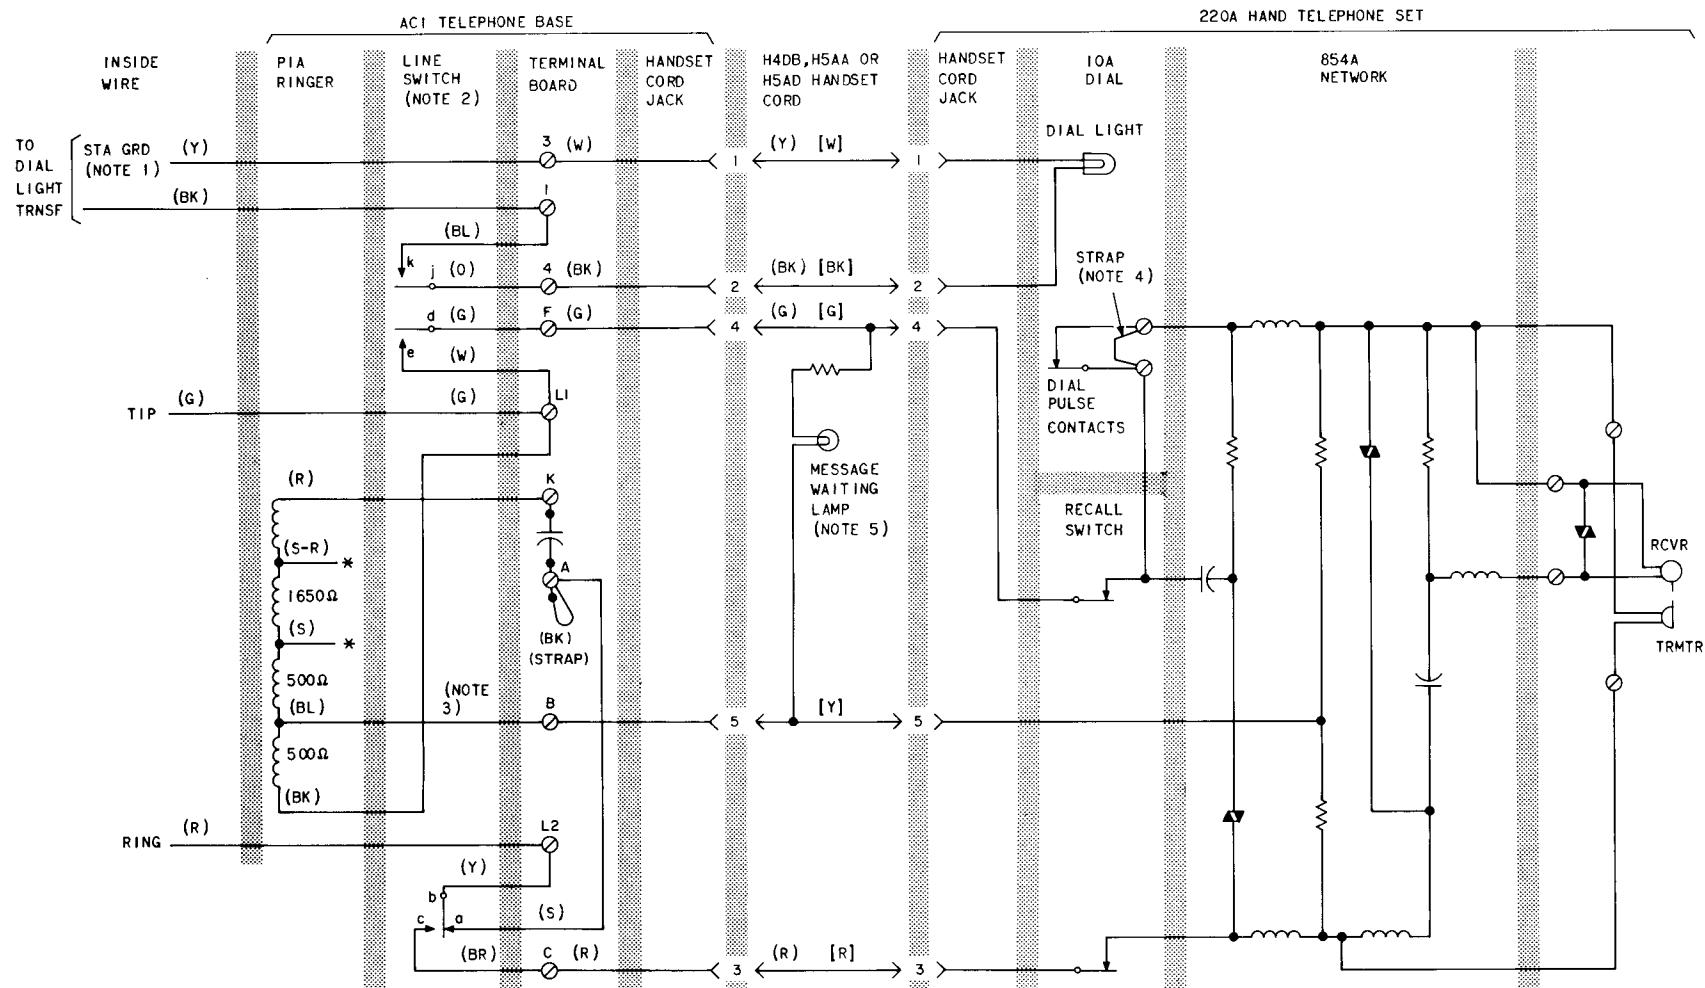 AC1 TELEPHONE BASE
220A HAND TELEPHONE SET
INSIDE
WIRE
P1A
RINGER
LINE
SWITCH
(NOTE 2)
TERMINAL
BOARD
HANDSET
CORD
JACK
H4DB, H5AA OR
H5AD HANDSET
CORD
HANDSET
CORD
JACK
10A
DIAL
854A
NETWORK
TO
DIAL
LIGHT
TRNSF
STA GRD
(NOTE 1)
(Y)
3 (W)
1
(Y) [W]
1
DIAL LIGHT
(BK)
1
(BL)
k
j (O)
4 (BK)
2
(BK) [BK]
2
STRAP
(NOTE 4)
d (G)
F (G)
4
(G) [G]
4
e
(W)
DIAL
PULSE
CONTACTS
TIP
(G)
(G)
L1
MESSAGE
WAITING
LAMP
(NOTE 5)
RECALL
SWITCH
(R)
K
(S-R)
*
1650Ω
(S)
*
A
(BK)
(STRAP)
RCVR
TRMTR
500Ω
(BL)
(NOTE
3)
B
5
[Y]
5
500Ω
(BK)
RING
(R)
L2
(Y)
b
c
a
(S)
(BR)
C (R)
3
(R) [R]
3